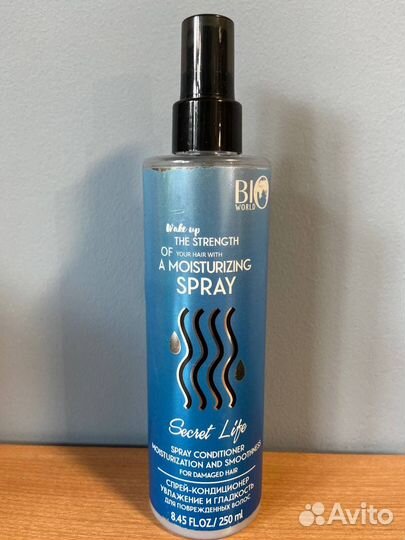 BIO
WORLD
Wake up
THE STRENGTH
OF YOUR HAIR WITH
A MOISTURIZING
SPRAY
Secret Life
SPRAY CONDITIONER
MOISTURIZATION AND SMOOTHNESS
FOR DAMAGED HAIR
СПРЕЙ-КОНДИЦИОНЕР
УВЛАЖНЕНИЕ И ГЛАДКОСТЬ
ДЛЯ ПОВРЕЖДЕННЫХ ВОЛОС
8.45 FL.OZ./ 250 ml
Avito